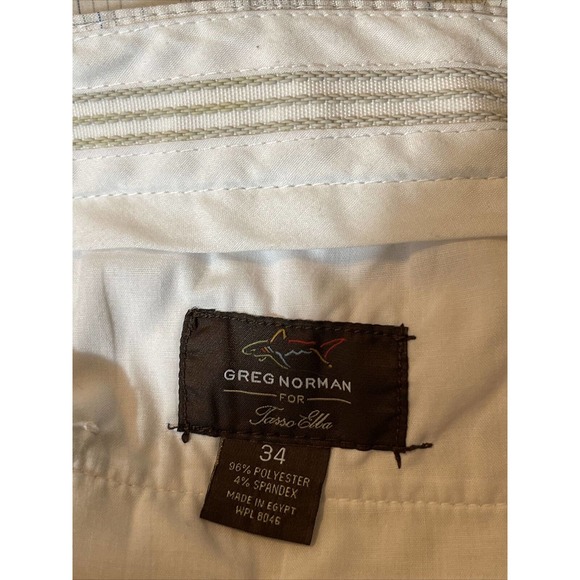 GREG NORMAN
FOR
Tasso Elba
34
96% POLYESTER
4% SPANDEX
MADE IN EGYPT
WPL 8046